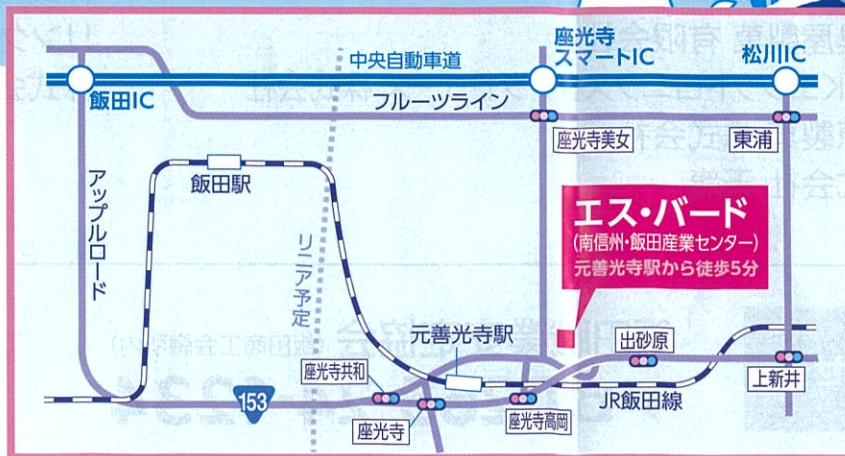 中央自動車道
座光寺
スマートIC
松川IC
飯田IC
フルーツライン
座光寺美女
東浦
飯田駅
アップルロード
リニア予定
エス・バード
(南信州・飯田産業センター)
元善光寺駅から徒歩5分
元善光寺駅
出砂原
座光寺共和
上新井
153
座光寺
座光寺高岡
JR飯田線